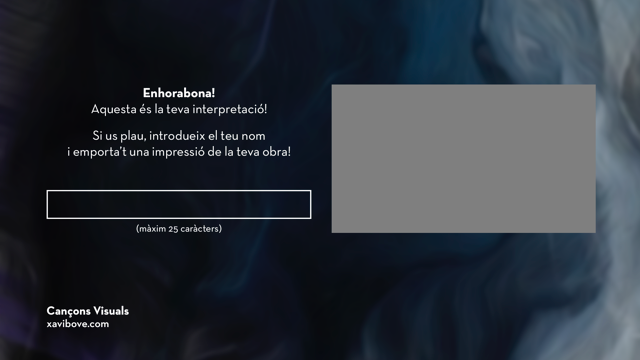 Enhorabona!
Aquesta és la teva interpretació!
Si us plau, introdueix el teu nom
i emporta't una impressió de la teva obra!
(màxim 25 caràcters)
Cançons Visuals
xavibove.com